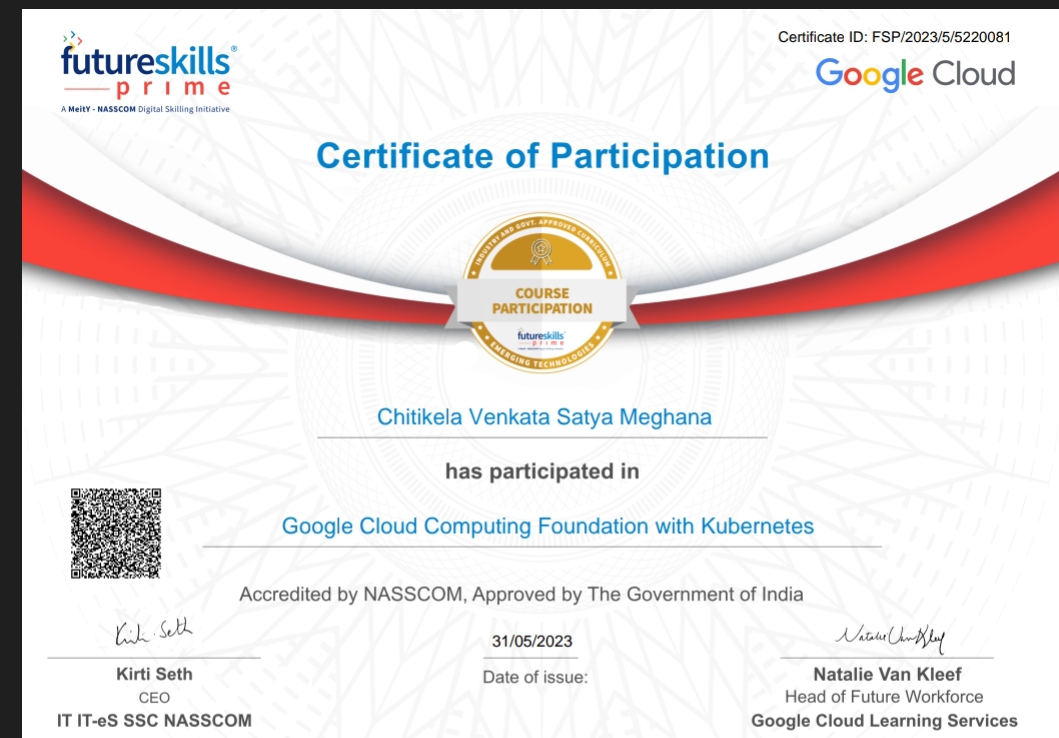 futureskills®
prime
A MeitY - NASSCOM Digital Skilling Initiative
Certificate ID: FSP/2023/5/5220081
Google Cloud
Certificate of Participation
INDUSTRY AND GOVT. APPROVED CURRICULUM
COURSE
PARTICIPATION
futureskills
prime
EMERGING TECHNOLOGIES
Chitikela Venkata Satya Meghana
has participated in
Google Cloud Computing Foundation with Kubernetes
Accredited by NASSCOM, Approved by The Government of India
Kirti Seth
Kirti Seth
CEO
IT IT-eS SSC NASSCOM
31/05/2023
Date of issue:
Natalie Van Kleef
Natalie Van Kleef
Head of Future Workforce
Google Cloud Learning Services